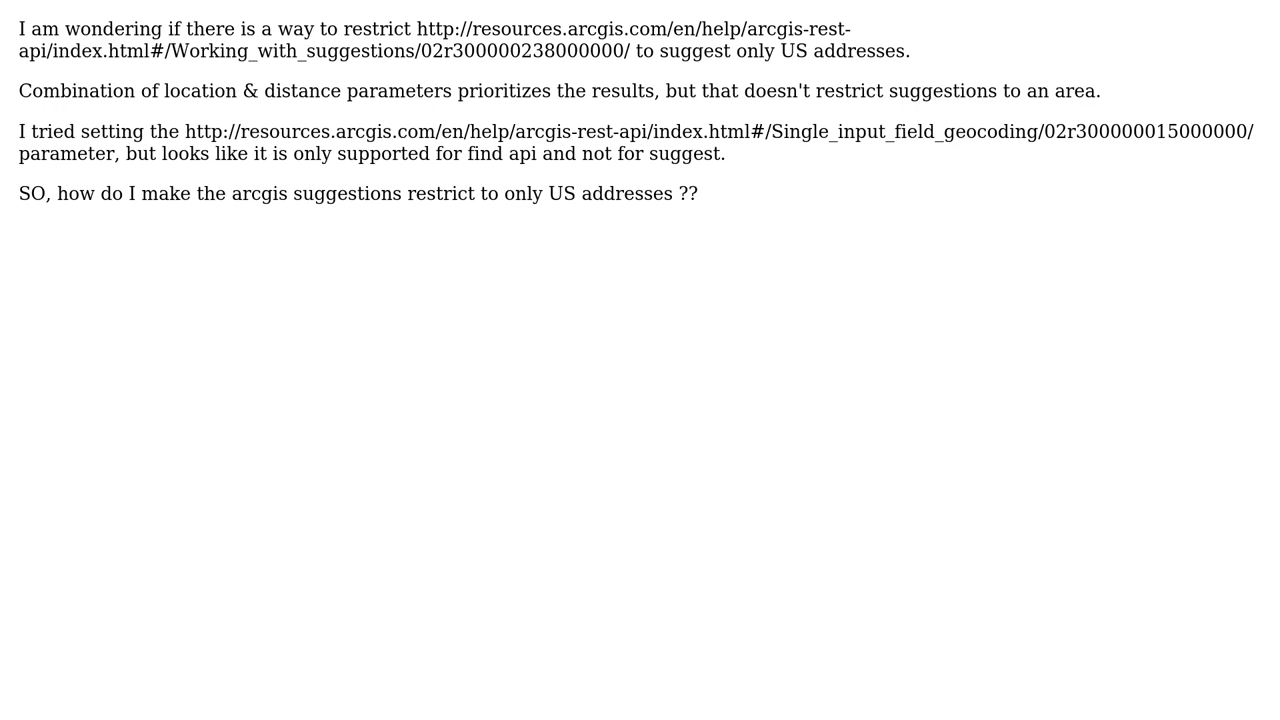 I am wondering if there is a way to restrict http://resources.arcgis.com/en/help/arcgis-rest-
api/index.html#/Working_with_suggestions/02r300000238000000/ to suggest only US addresses.
Combination of location & distance parameters prioritizes the results, but that doesn't restrict suggestions to an area.
I tried setting the http://resources.arcgis.com/en/help/arcgis-rest-api/index.html#/Single_input_field_geocoding/02r300000015000000/
parameter, but looks like it is only supported for find api and not for suggest.
SO, how do I make the arcgis suggestions restrict to only US addresses ??